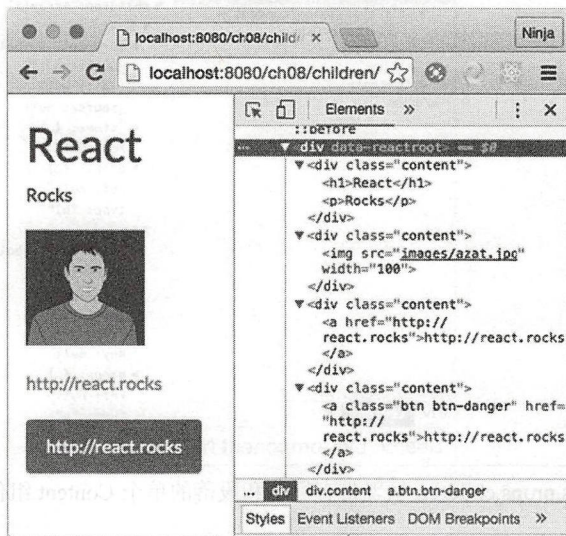 localhost:8080/ch08/childr ×
Ninja
localhost:8080/ch08/children/
React
Rocks
http://react.rocks
http://react.rocks
Elements » ⋮ ×
::before
… ▼ div data-reactroot> == $0
▼<div class="content">
<h1>React</h1>
<p>Rocks</p>
</div>
▼<div class="content">
<img src="images/azat.jpg"
width="100">
</div>
▼<div class="content">
<a href="http://
react.rocks">http://react.rocks
</a>
</div>
▼<div class="content">
<a class="btn btn-danger" href=
"http://
react.rocks">http://react.rocks
</a>
</div>
... div div.content a.btn.btn-danger
Styles Event Listeners DOM Breakpoints »